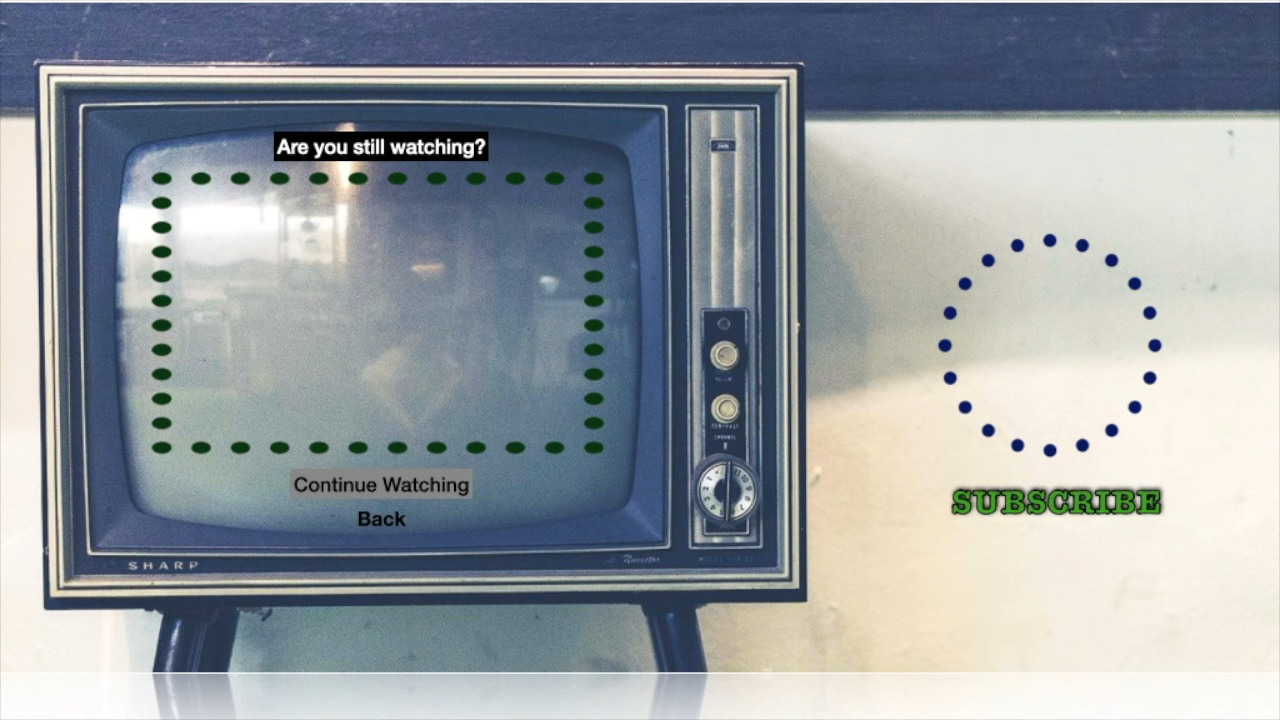 Are you still watching?
Continue Watching
Back
SHARP
SUBSCRIBE